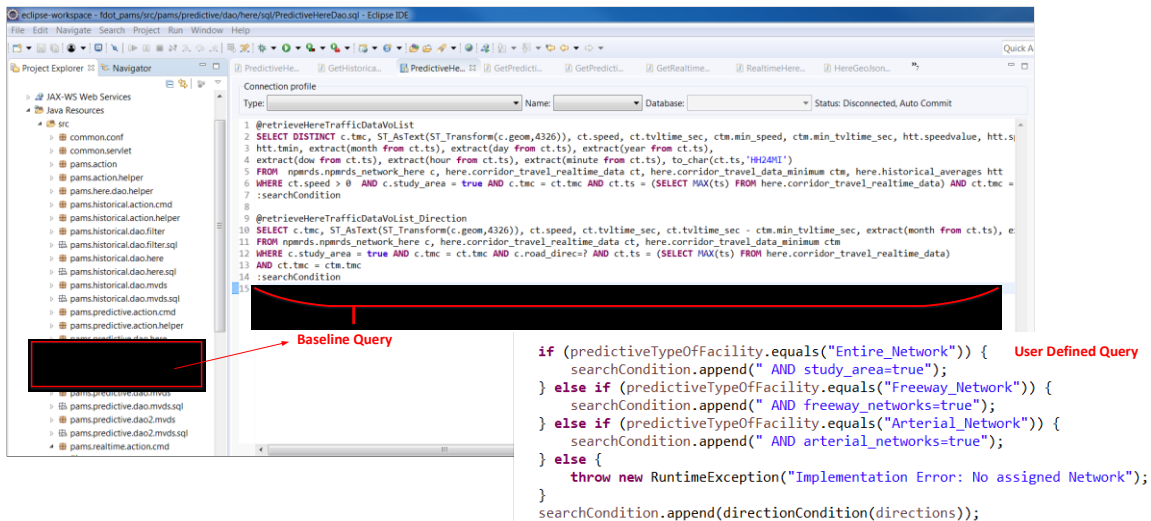 eclipse-workspace - fdot_pams/src/pams/predictive/dao/here/sql/PredictiveHereDao.sql - Eclipse IDE
File Edit Navigate Search Project Run Window Help
Quick A
Project Explorer Navigator
PredictiveHe... GetHistorica... PredictiveHe... GetPredicti... GetPredicti... GetRealtime... RealtimeHere... HereGeoJson...
Connection profile
Type: Name: Database: Status: Disconnected, Auto Commit
JAX-WS Web Services
Java Resources
src
common.conf
common.servlet
pams.action
pams.action.helper
pams.here.dao.helper
pams.historical.action.cmd
pams.historical.action.helper
pams.historical.dao.filter
pams.historical.dao.filter.sql
pams.historical.dao.here
pams.historical.dao.here.sql
pams.historical.dao.mvds
pams.historical.dao.mvds.sql
pams.predictive.action.cmd
pams.predictive.action.helper
pams.predictive.dao.here
pams.predictive.dao.mvds
pams.predictive.dao.mvds.sql
pams.predictive.dao2.mvds
pams.predictive.dao2.mvds.sql
pams.realtime.action.cmd
1 @retrieveHereTrafficDataVoList
2 SELECT DISTINCT c.tmc, ST_AsText(ST_Transform(c.geom,4326)), ct.speed, ct.tvltime_sec, ctm.min_speed, ctm.min_tvltime_sec, htt.speedvalue, htt.s
3 htt.tmin, extract(month from ct.ts), extract(day from ct.ts), extract(year from ct.ts),
4 extract(dow from ct.ts), extract(hour from ct.ts), extract(minute from ct.ts), to_char(ct.ts,'HH24MI')
5 FROM npmrds.npmrds_network_here c, here.corridor_travel_realtime_data ct, here.corridor_travel_data_minimum ctm, here.historical_averages htt
6 WHERE ct.speed > 0 AND c.study_area = true AND c.tmc = ct.tmc AND ct.ts = (SELECT MAX(ts) FROM here.corridor_travel_realtime_data) AND ct.tmc =
7 :searchCondition
8
9 @retrieveHereTrafficDataVoList_Direction
10 SELECT c.tmc, ST_AsText(ST_Transform(c.geom,4326)), ct.speed, ct.tvltime_sec, ct.tvltime_sec - ctm.min_tvltime_sec, extract(month from ct.ts), e
11 FROM npmrds.npmrds_network_here c, here.corridor_travel_realtime_data ct, here.corridor_travel_data_minimum ctm
12 WHERE c.study_area = true AND c.tmc = ct.tmc AND c.road_direc=? AND ct.ts = (SELECT MAX(ts) FROM here.corridor_travel_realtime_data)
13 AND ct.tmc = ctm.tmc
14 :searchCondition
15
Baseline Query
User Defined Query
if (predictiveTypeOfFacility.equals("Entire_Network")) {
searchCondition.append(" AND study_area=true");
} else if (predictiveTypeOfFacility.equals("Freeway_Network")) {
searchCondition.append(" AND freeway_networks=true");
} else if (predictiveTypeOfFacility.equals("Arterial_Network")) {
searchCondition.append(" AND arterial_networks=true");
} else {
throw new RuntimeException("Implementation Error: No assigned Network");
}
searchCondition.append(directionCondition(directions));